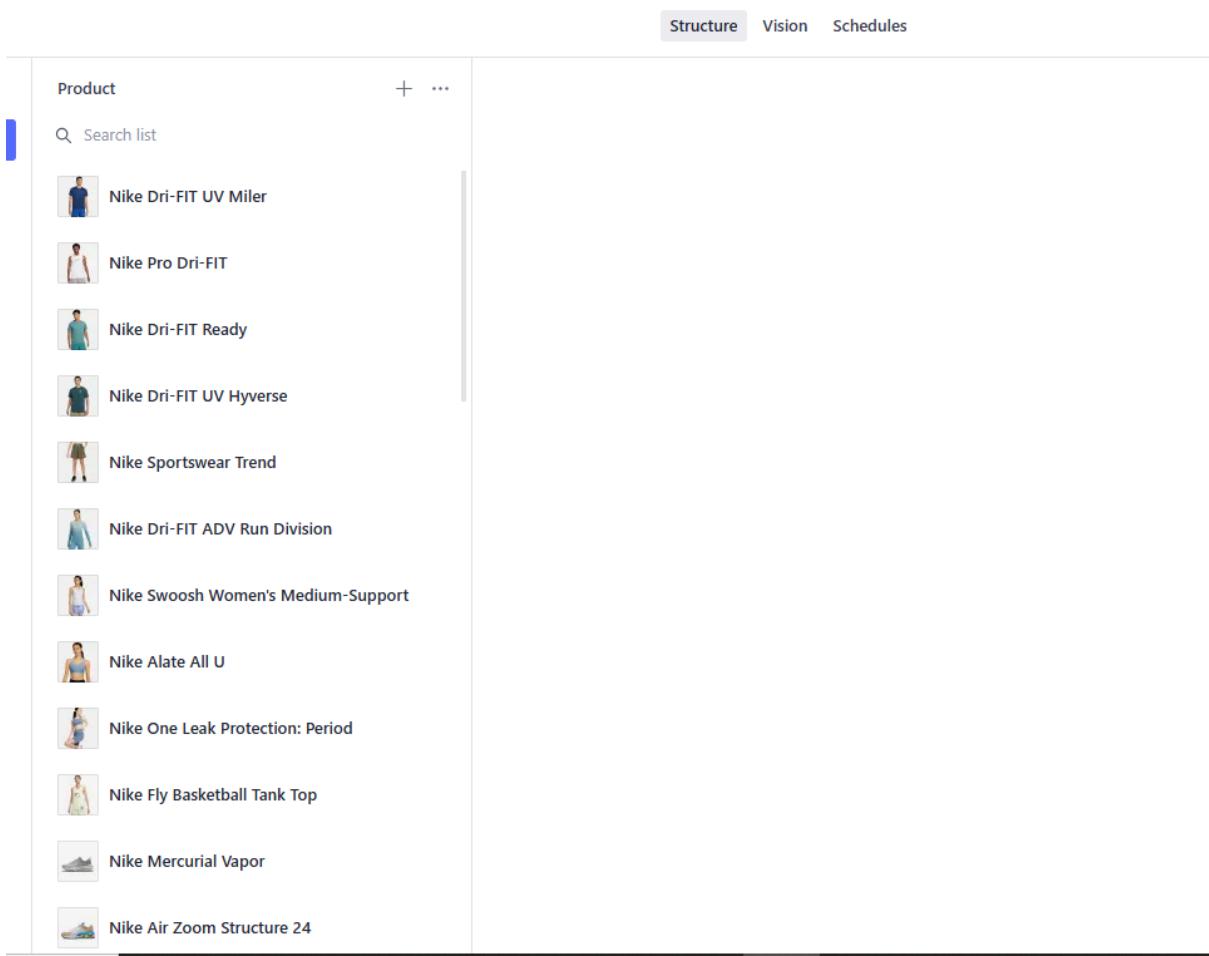 Structure Vision Schedules
Product
Search list
Nike Dri-FIT UV Miler
Nike Pro Dri-FIT
Nike Dri-FIT Ready
Nike Dri-FIT UV Hyverse
Nike Sportswear Trend
Nike Dri-FIT ADV Run Division
Nike Swoosh Women's Medium-Support
Nike Alate All U
Nike One Leak Protection: Period
Nike Fly Basketball Tank Top
Nike Mercurial Vapor
Nike Air Zoom Structure 24